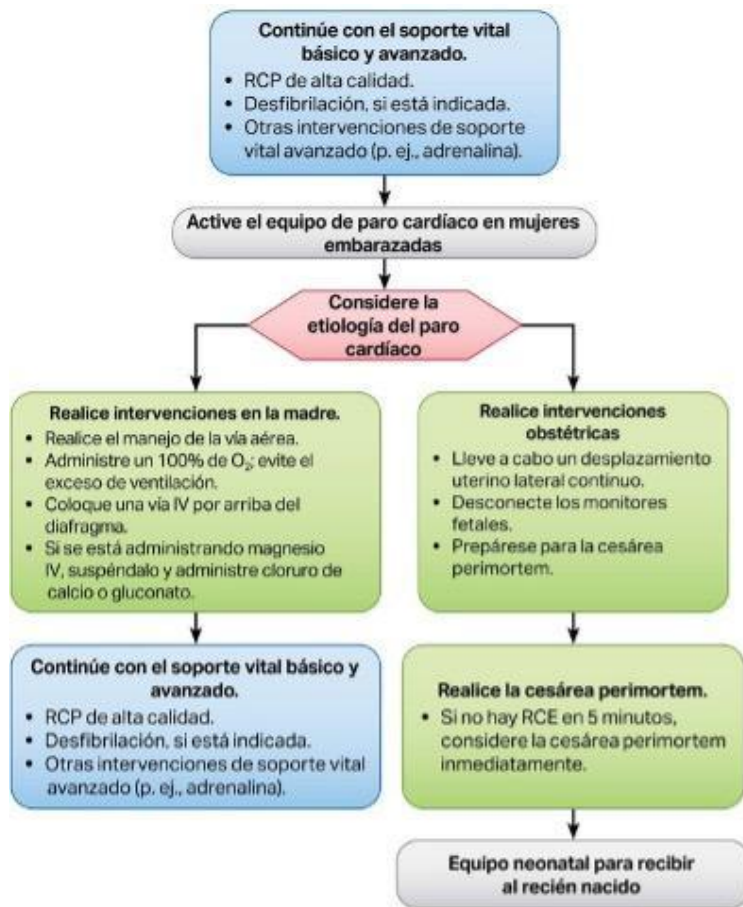 Continúe con el soporte vital
básico y avanzado.
• RCP de alta calidad.
• Desfibrilación, si está indicada.
• Otras intervenciones de soporte
vital avanzado (p. ej., adrenalina).
Active el equipo de paro cardíaco en mujeres
embarazadas
Considere la
etiología del paro
cardíaco
Realice intervenciones en la madre.
• Realice el manejo de la vía aérea.
• Administre un 100% de O₂; evite el
exceso de ventilación.
• Coloque una vía IV por arriba del
diafragma.
• Si se está administrando magnesio
IV, suspéndalo y administre cloruro de
calcio o gluconato.
Realice intervenciones
obstétricas
• Lleve a cabo un desplazamiento
uterino lateral continuo.
• Desconecte los monitores
fetales.
• Prepárese para la cesárea
perimortem.
Continúe con el soporte vital básico y
avanzado.
• RCP de alta calidad.
• Desfibrilación, si está indicada.
• Otras intervenciones de soporte vital
avanzado (p. ej., adrenalina).
Realice la cesárea perimortem.
• Si no hay RCE en 5 minutos,
considere la cesárea perimortem
inmediatamente.
Equipo neonatal para recibir
al recién nacido